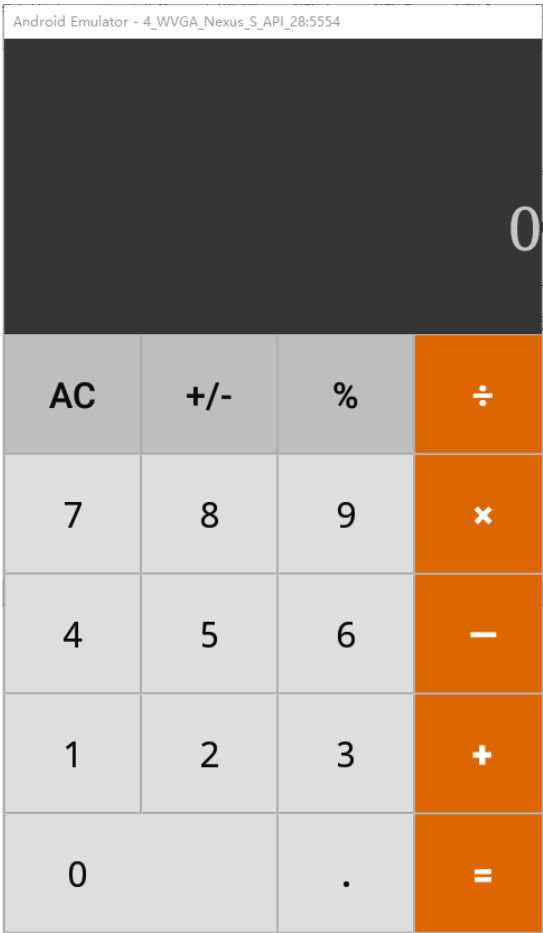 Android Emulator - 4_WVGA_Nexus_S_API_28:5554
0
AC +/- % ÷
7 8 9 ×
4 5 6 −
1 2 3 +
0 . =